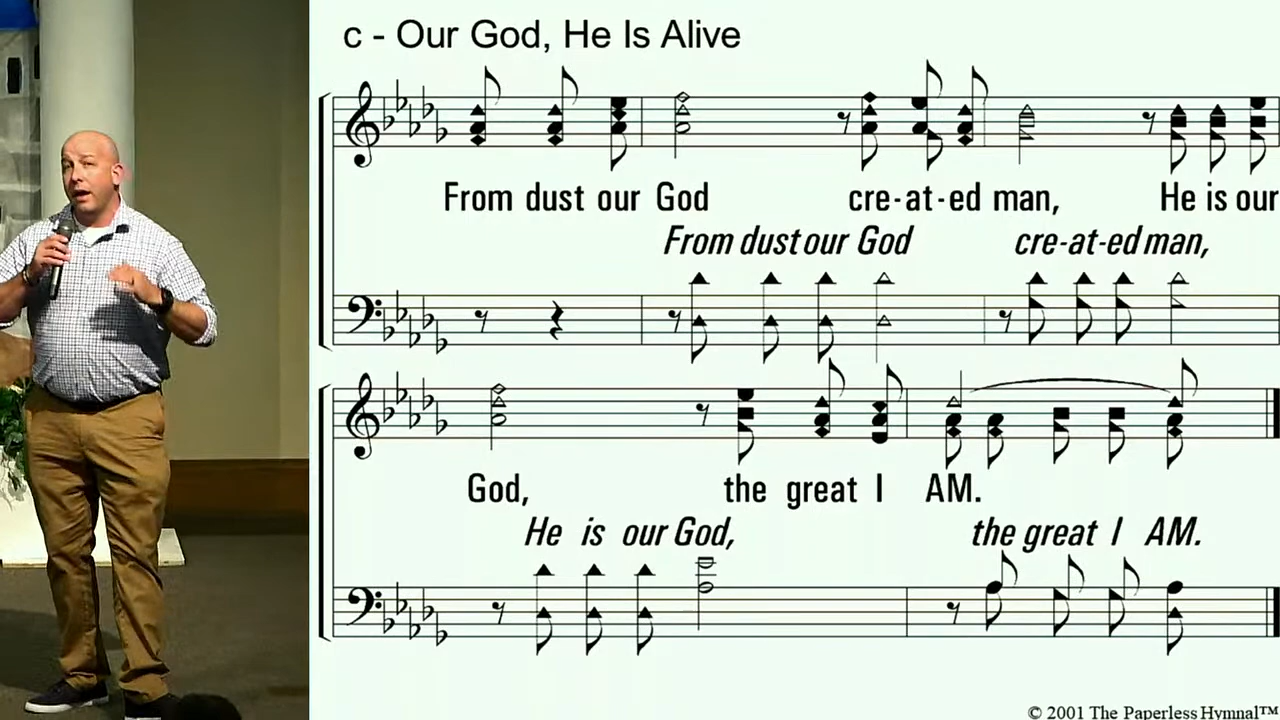 c - Our God, He Is Alive
From dust our God cre-at-ed man, He is our
From dust our God cre-at-ed man,
God, the great I AM.
He is our God, the great I AM.
© 2001 The Paperless Hymnal™